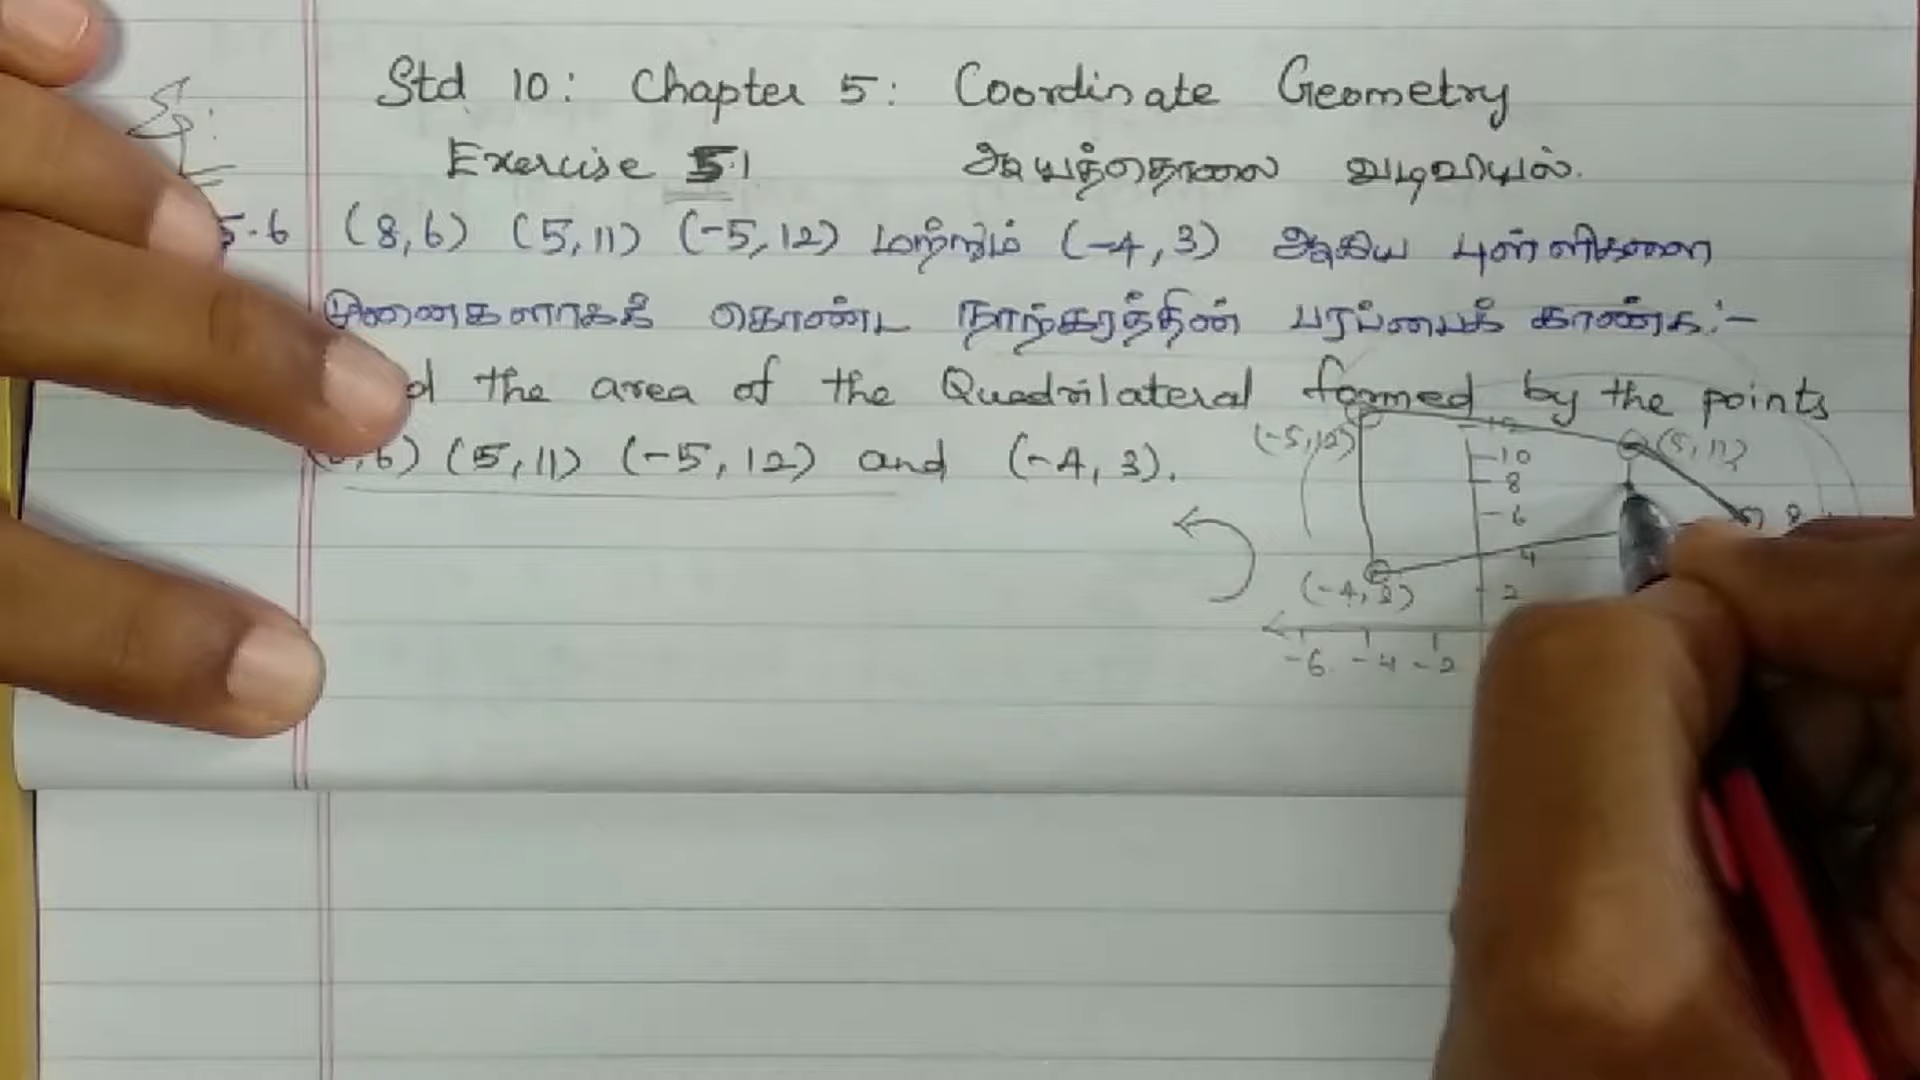 Std 10: Chapter 5: Coordinate Geometry
Exercise 5.1 ஆயத்தொலை வடிவியல்.
5.6 (8,6) (5,11) (-5,12) மற்றும் (-4,3) ஆகிய புள்ளிகளை
முனைகளாகக் கொண்ட நாற்கரத்தின் பரப்பைக் காண்க:-
d the area of the Quadrilateral formed by the points
,6) (5,11) (-5,12) and (-4,3).
(-5,12)
12
(5,11)
10
8
6
8
4
(-4,3)
2
-6 -4 -2